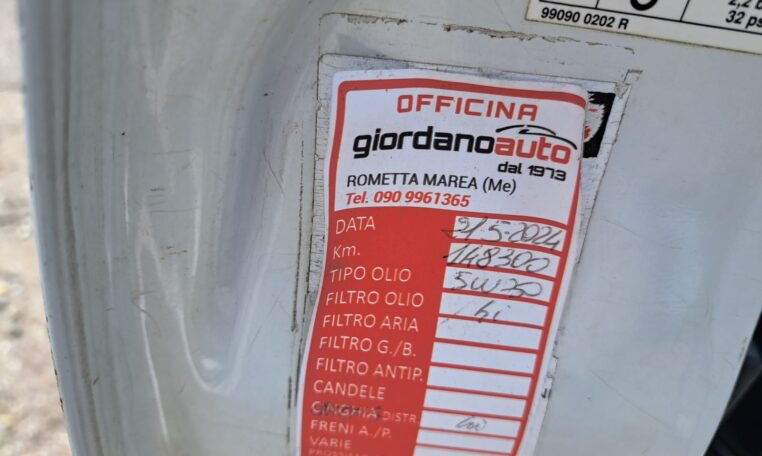 2,2
32 ps
99090 0202 R
OFFICINA
giordanoauto
dal 1973
ROMETTA MAREA (Me)
Tel. 090 9961365
DATA 21/5-2024
Km. 148300
TIPO OLIO 5W30
FILTRO OLIO si
FILTRO ARIA
FILTRO G./B.
FILTRO ANTIP.
CANDELE
CINGHIA DISTR.
FRENI A./P.
VARIE